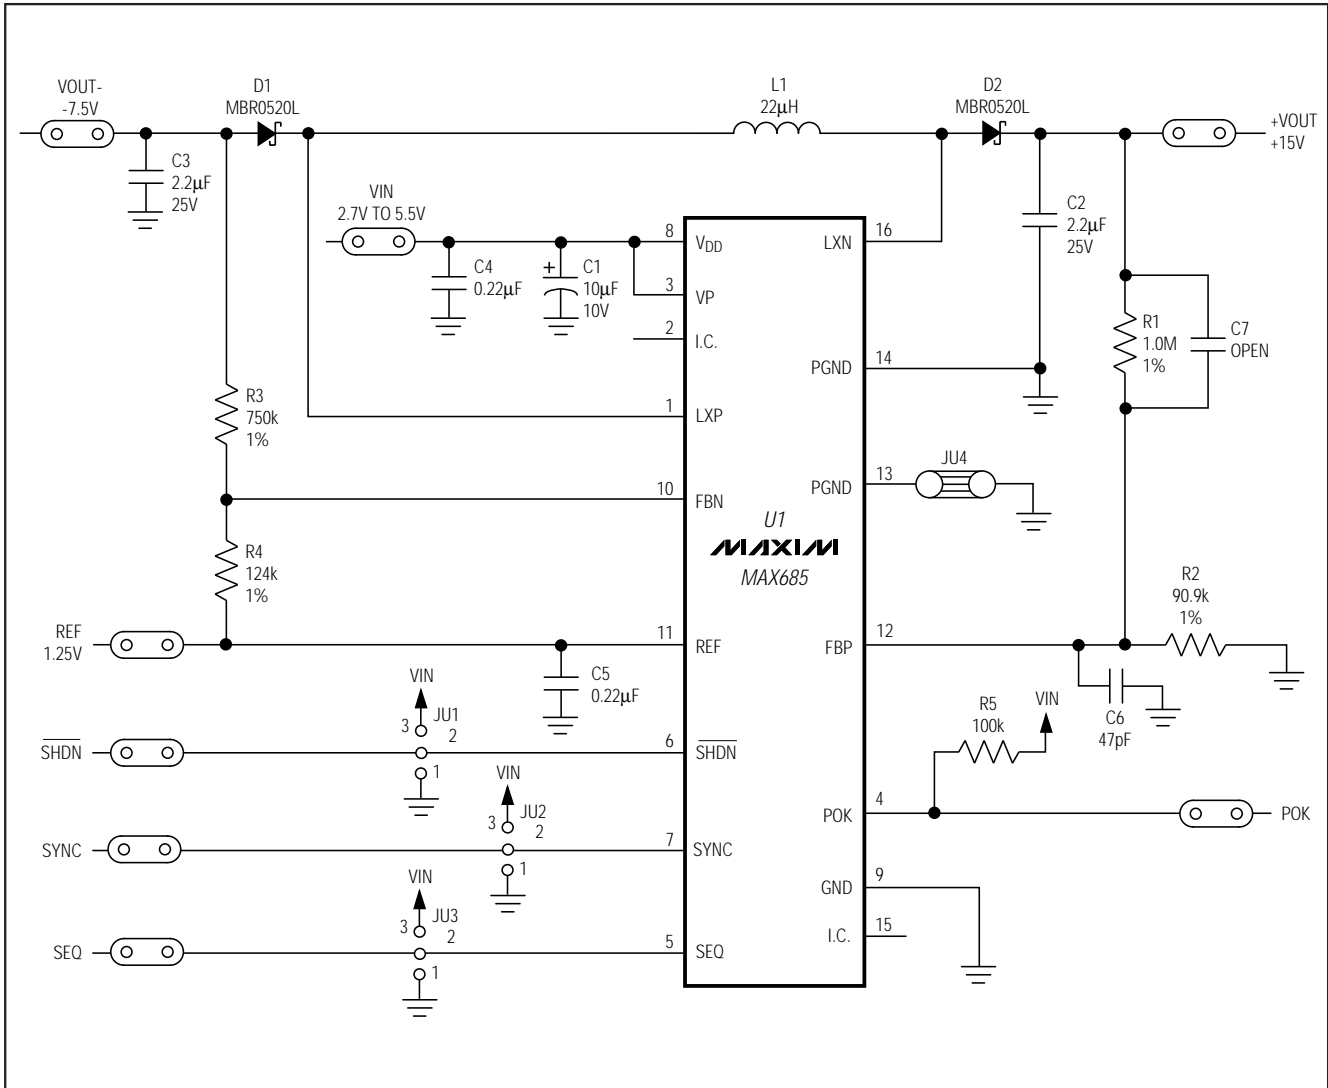 VOUT-
-7.5V
D1
MBR0520L
L1
22µH
D2
MBR0520L
+VOUT
+15V
C3
2.2µF
25V
VIN
2.7V TO 5.5V
C4
0.22µF
+
C1
10µF
10V
8
VDD
3
VP
2
I.C.
1
LXP
10
FBN
11
REF
6
SHDN
7
SYNC
5
SEQ
U1
MAXIM
MAX685
LXN
16
PGND
14
PGND
13
FBP
12
POK
4
GND
9
I.C.
15
C2
2.2µF
25V
R1
1.0M
1%
C7
OPEN
JU4
R3
750k
1%
R4
124k
1%
R2
90.9k
1%
REF
1.25V
C5
0.22µF
C6
47pF
R5
100k
VIN
POK
VIN
JU1
3
2
1
SHDN
VIN
JU2
3
2
1
SYNC
VIN
JU3
3
2
1
SEQ